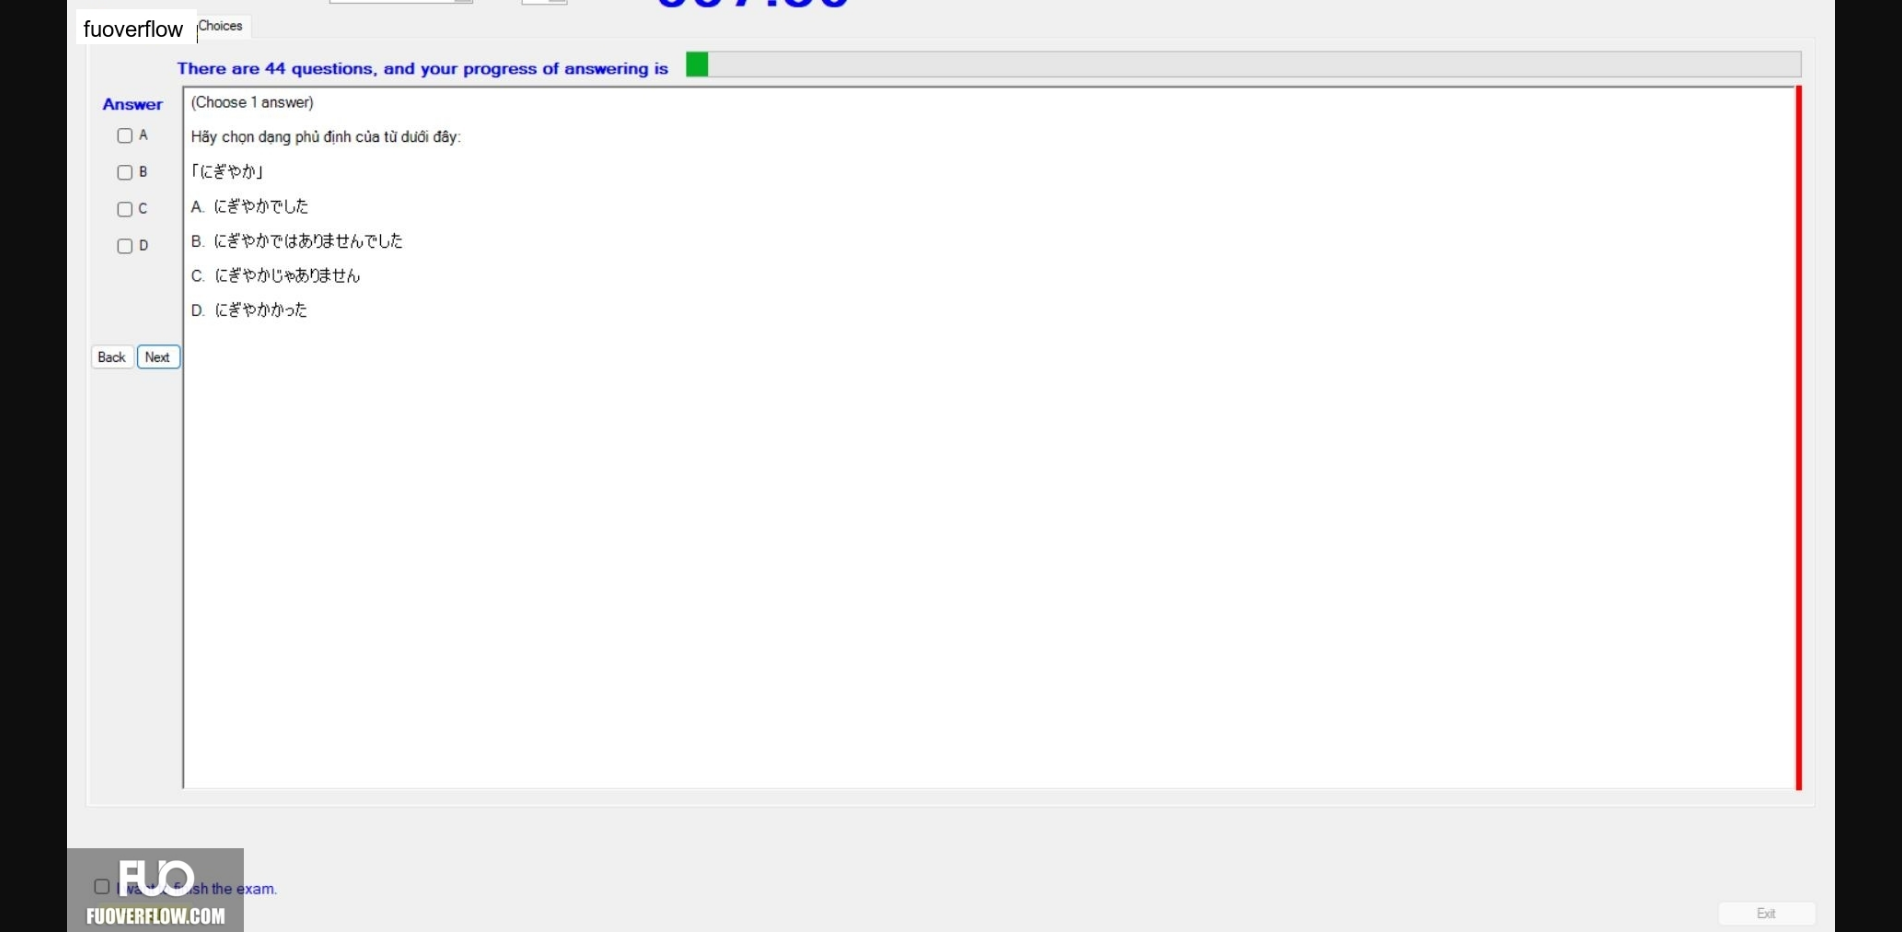 fuoverflow
Choices
There are 44 questions, and your progress of answering is
Answer
(Choose 1 answer)
A
Hãy chọn dạng phủ định của từ dưới đây:
B
「にぎやか」
C
A. にぎやかでした
D
B. にぎやかではありませんでした
C. にぎやかじゃありません
D. にぎやかかった
Back
Next
FUO
finish the exam.
FUOVERFLOW.COM
Exit